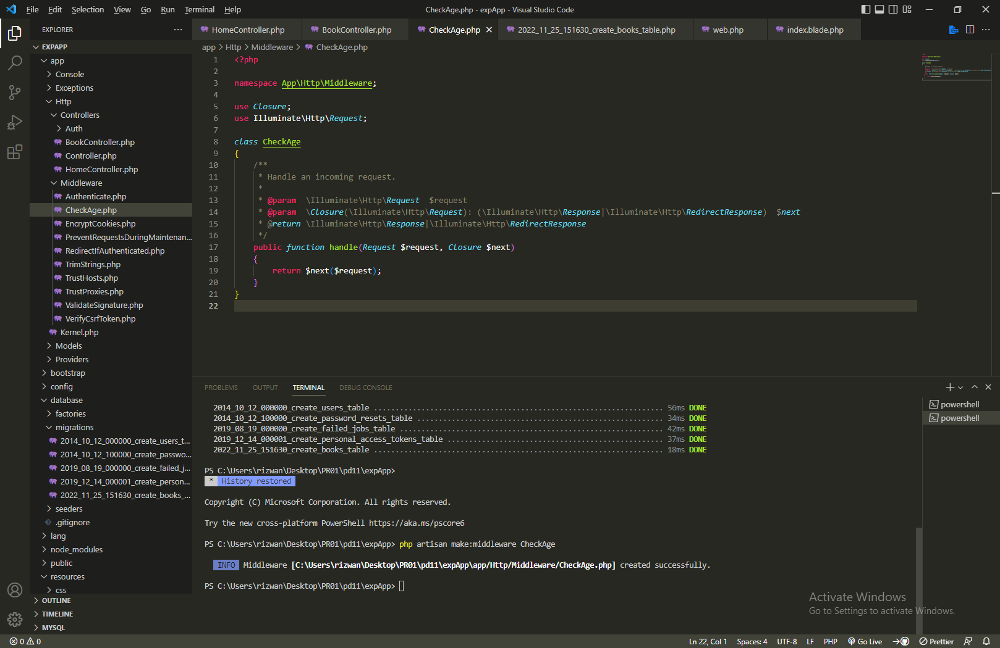 File Edit Selection View Go Run Terminal Help
CheckAge.php - expApp - Visual Studio Code
EXPLORER
EXPAPP
app
Console
Exceptions
Http
Controllers
Auth
BookController.php
Controller.php
HomeController.php
Middleware
Authenticate.php
CheckAge.php
EncryptCookies.php
PreventRequestsDuringMaintenan...
RedirectIfAuthenticated.php
TrimStrings.php
TrustHosts.php
TrustProxies.php
ValidateSignature.php
VerifyCsrfToken.php
Kernel.php
Models
Providers
bootstrap
config
database
factories
migrations
2014_10_12_000000_create_users_t...
2014_10_12_100000_create_passwo...
2019_08_19_000000_create_failed_j...
2019_12_14_000001_create_person...
2022_11_25_151630_create_books_...
seeders
.gitignore
lang
node_modules
public
resources
css
OUTLINE
TIMELINE
MYSQL
HomeController.php BookController.php CheckAge.php 2022_11_25_151630_create_books_table.php web.php index.blade.php
app > Http > Middleware > CheckAge.php
1 <?php
2
3 namespace App\Http\Middleware;
4
5 use Closure;
6 use Illuminate\Http\Request;
7
8 class CheckAge
9 {
10 /**
11 * Handle an incoming request.
12 *
13 * @param  \Illuminate\Http\Request  $request
14 * @param  \Closure(\Illuminate\Http\Request): (\Illuminate\Http\Response|\Illuminate\Http\RedirectResponse)  $next
15 * @return \Illuminate\Http\Response|\Illuminate\Http\RedirectResponse
16 */
17 public function handle(Request $request, Closure $next)
18 {
19 return $next($request);
20 }
21 }
22
PROBLEMS OUTPUT TERMINAL DEBUG CONSOLE
2014_10_12_000000_create_users_table ................................................................... 56ms DONE
2014_10_12_100000_create_password_resets_table ......................................................... 34ms DONE
2019_08_19_000000_create_failed_jobs_table ............................................................. 42ms DONE
2019_12_14_000001_create_personal_access_tokens_table .................................................. 37ms DONE
2022_11_25_151630_create_books_table ................................................................... 18ms DONE
PS C:\Users\rizwan\Desktop\PR01\pd11\expApp>
* History restored
Copyright (C) Microsoft Corporation. All rights reserved.
Try the new cross-platform PowerShell https://aka.ms/pscore6
PS C:\Users\rizwan\Desktop\PR01\pd11\expApp> php artisan make:middleware CheckAge
INFO Middleware [C:\Users\rizwan\Desktop\PR01\pd11\expApp\app/Http/Middleware/CheckAge.php] created successfully.
PS C:\Users\rizwan\Desktop\PR01\pd11\expApp>
powershell
powershell
Activate Windows
Go to Settings to activate Windows.
0 0
Ln 22, Col 1 Spaces: 4 UTF-8 LF PHP Go Live Prettier